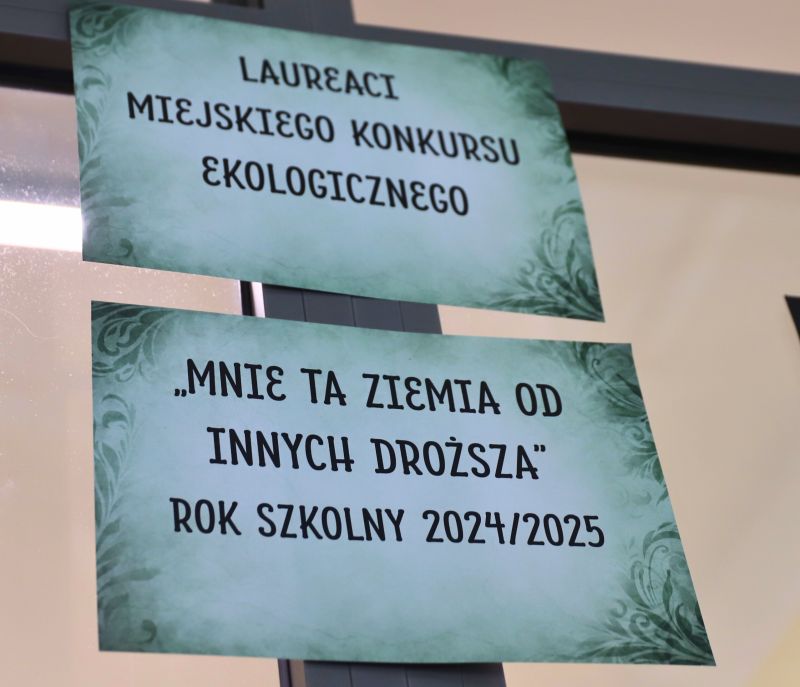 LAUREACI
MIEJSKIEGO KONKURSU
EKOLOGICZNEGO
„MNIE TA ZIEMIA OD
INNYCH DROŻSZA”
ROK SZKOLNY 2024/2025